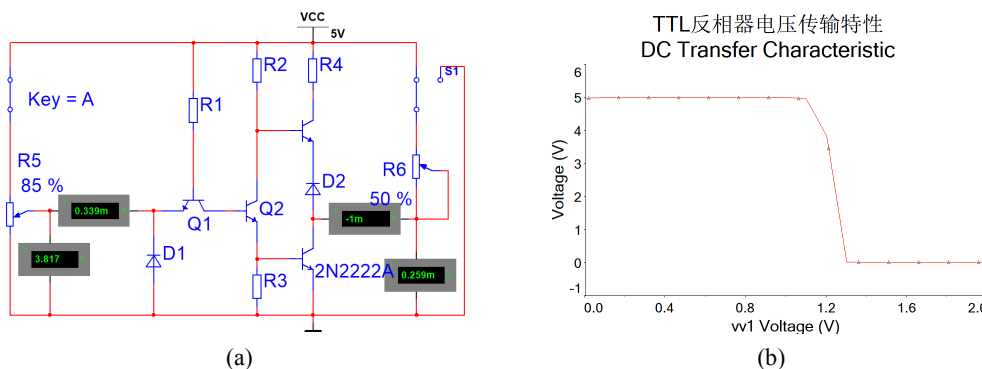 VCC
5V
R2
R4
S1
Key = A
R1
R5
R6
85 %
D2
50 %
0.339m
Q1
Q2
-1m
3.817
D1
R3
2N2222A
0.259m
(a)
TTL反相器电压传输特性
DC Transfer Characteristic
6
5
4
3
2
1
0
-1
Voltage (V)
0.0 0.4 0.8 1.2 1.6 2.0
vv1 Voltage (V)
(b)